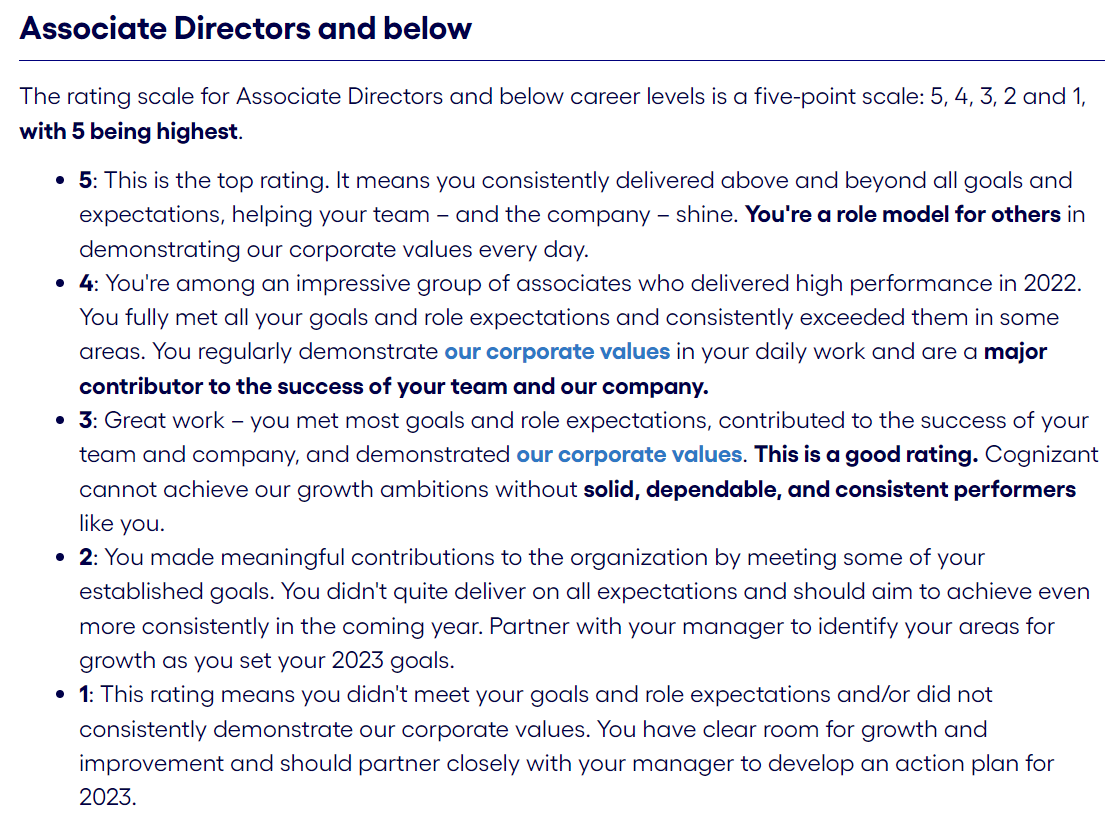 Associate Directors and below
The rating scale for Associate Directors and below career levels is a five-point scale: 5, 4, 3, 2 and 1,
with 5 being highest.
• 5: This is the top rating. It means you consistently delivered above and beyond all goals and
expectations, helping your team – and the company – shine. You're a role model for others in
demonstrating our corporate values every day.
• 4: You're among an impressive group of associates who delivered high performance in 2022.
You fully met all your goals and role expectations and consistently exceeded them in some
areas. You regularly demonstrate our corporate values in your daily work and are a major
contributor to the success of your team and our company.
• 3: Great work – you met most goals and role expectations, contributed to the success of your
team and company, and demonstrated our corporate values. This is a good rating. Cognizant
cannot achieve our growth ambitions without solid, dependable, and consistent performers
like you.
• 2: You made meaningful contributions to the organization by meeting some of your
established goals. You didn't quite deliver on all expectations and should aim to achieve even
more consistently in the coming year. Partner with your manager to identify your areas for
growth as you set your 2023 goals.
• 1: This rating means you didn't meet your goals and role expectations and/or did not
consistently demonstrate our corporate values. You have clear room for growth and
improvement and should partner closely with your manager to develop an action plan for
2023.